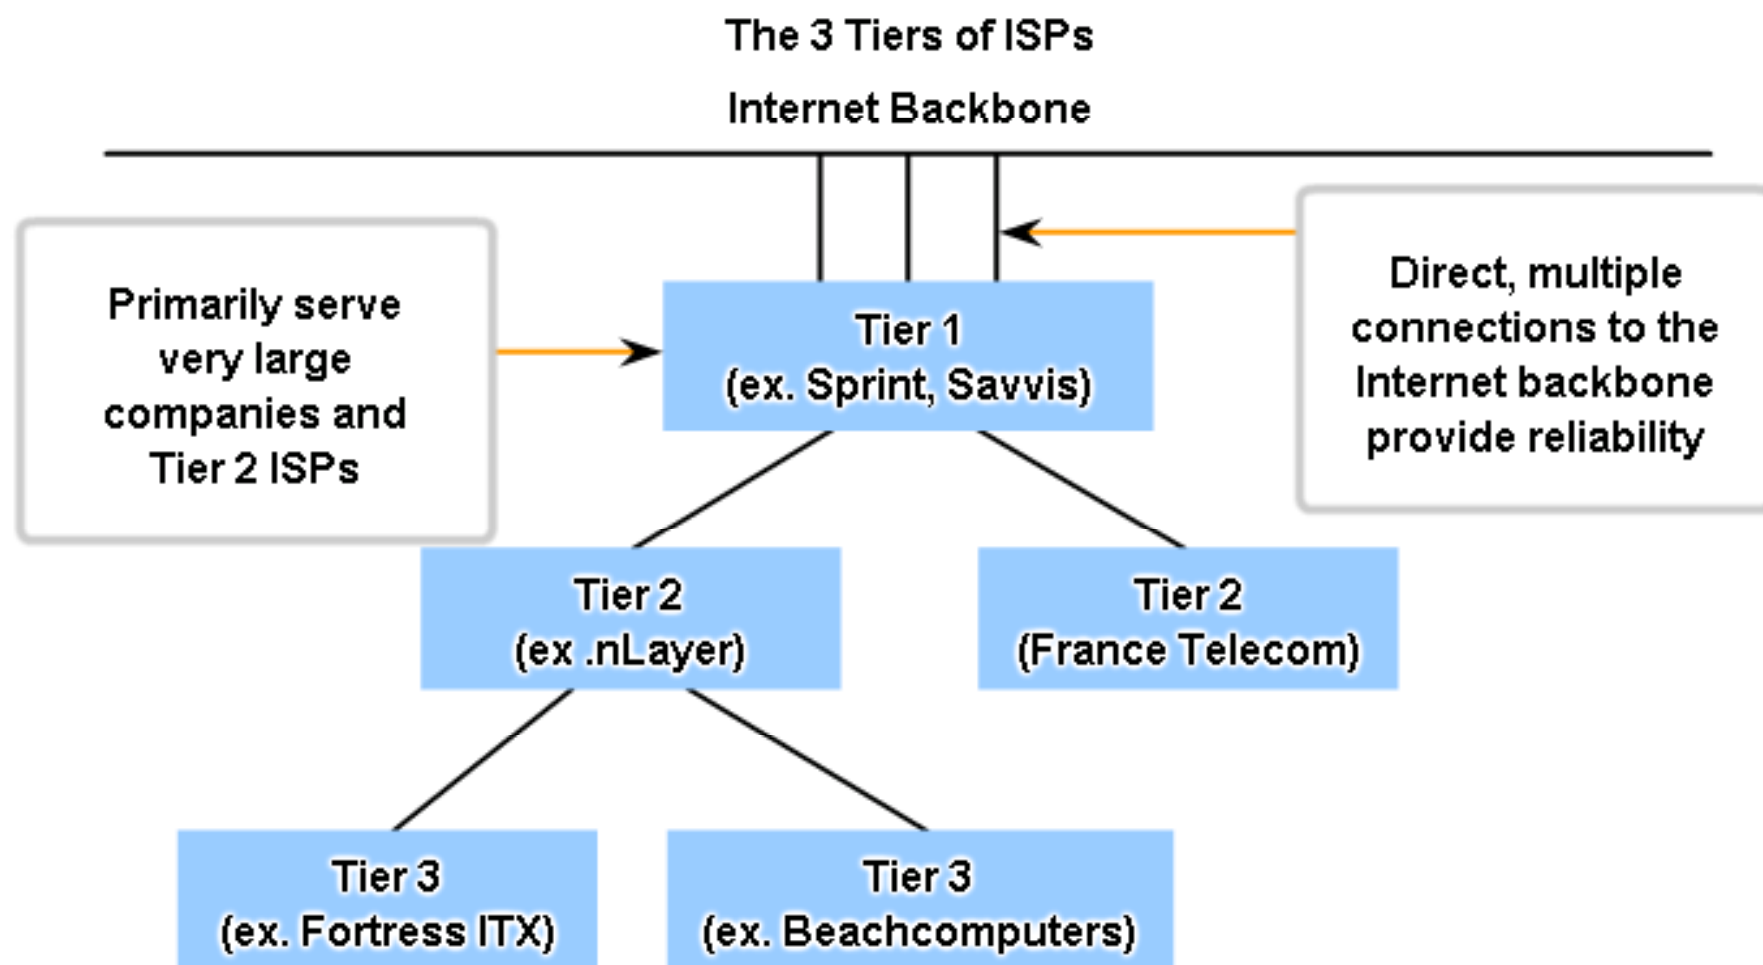 The 3 Tiers of ISPs
Internet Backbone
Primarily serve
very large
companies and
Tier 2 ISPs
Direct, multiple
connections to the
Internet backbone
provide reliability
Tier 1
(ex. Sprint, Savvis)
Tier 2
(ex .nLayer)
Tier 2
(France Telecom)
Tier 3
(ex. Fortress ITX)
Tier 3
(ex. Beachcomputers)